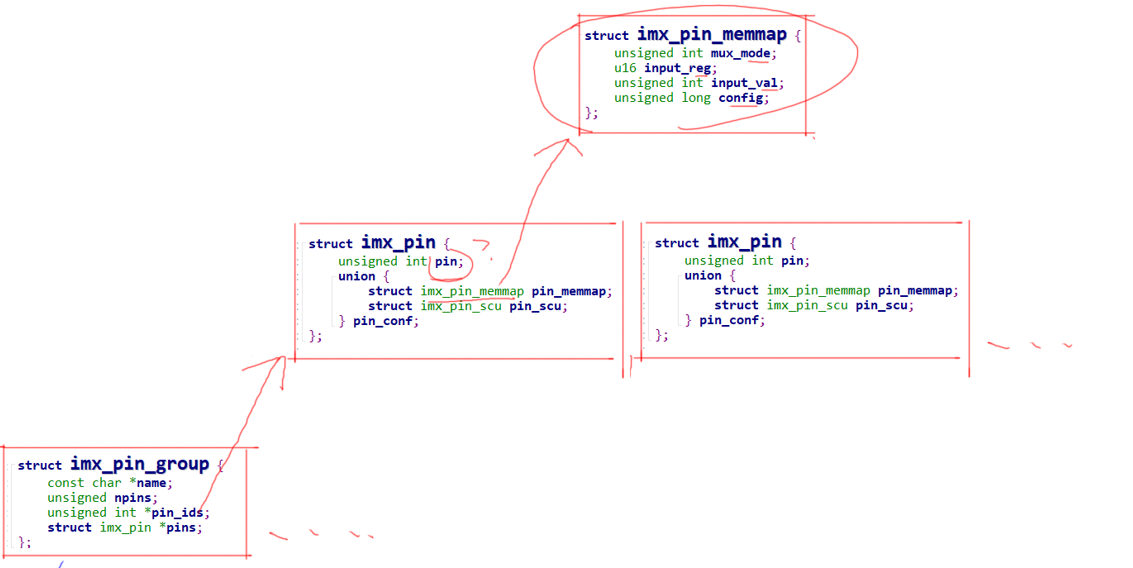 struct imx_pin_memmap {
unsigned int mux_mode;
u16 input_reg;
unsigned int input_val;
unsigned long config;
};
struct imx_pin {
unsigned int pin;
union {
struct imx_pin_memmap pin_memmap;
struct imx_pin_scu pin_scu;
} pin_conf;
};
?
struct imx_pin {
unsigned int pin;
union {
struct imx_pin_memmap pin_memmap;
struct imx_pin_scu pin_scu;
} pin_conf;
};
struct imx_pin_group {
const char *name;
unsigned npins;
unsigned int *pin_ids;
struct imx_pin *pins;
};